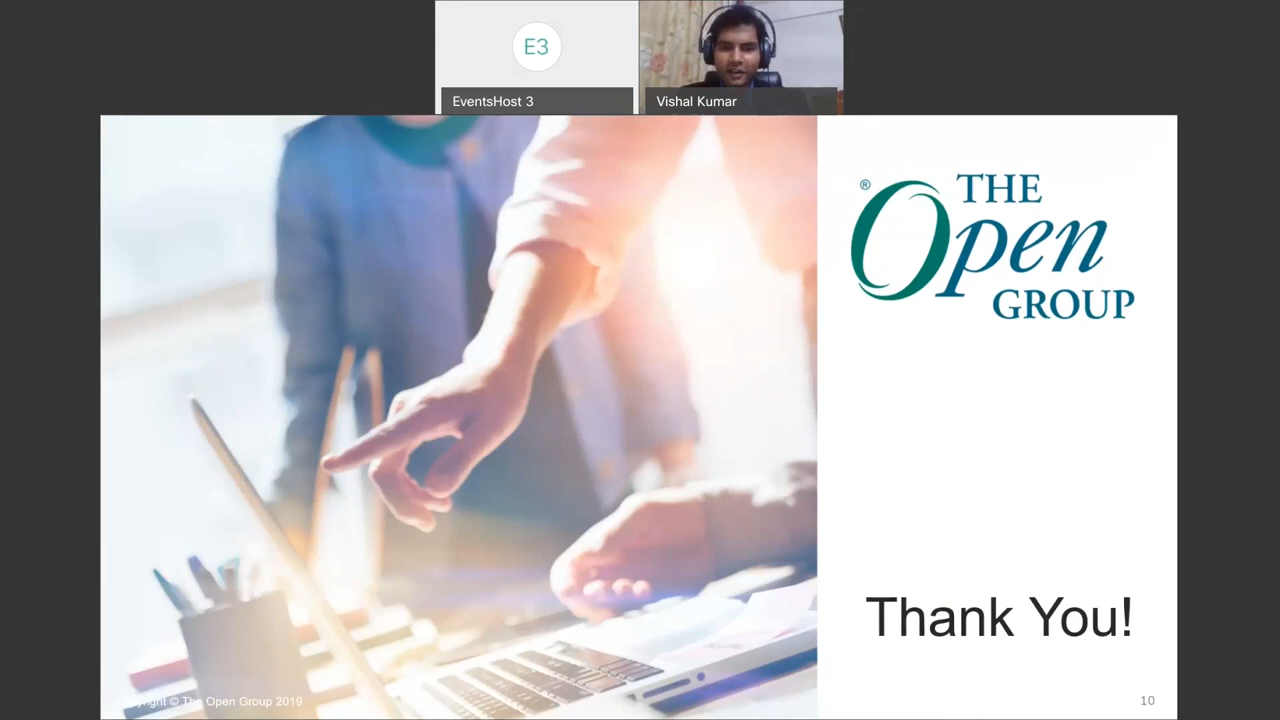 E3
EventsHost 3
Vishal Kumar
®
THE
Open
GROUP
Thank You!
© The Open Group 2019
10